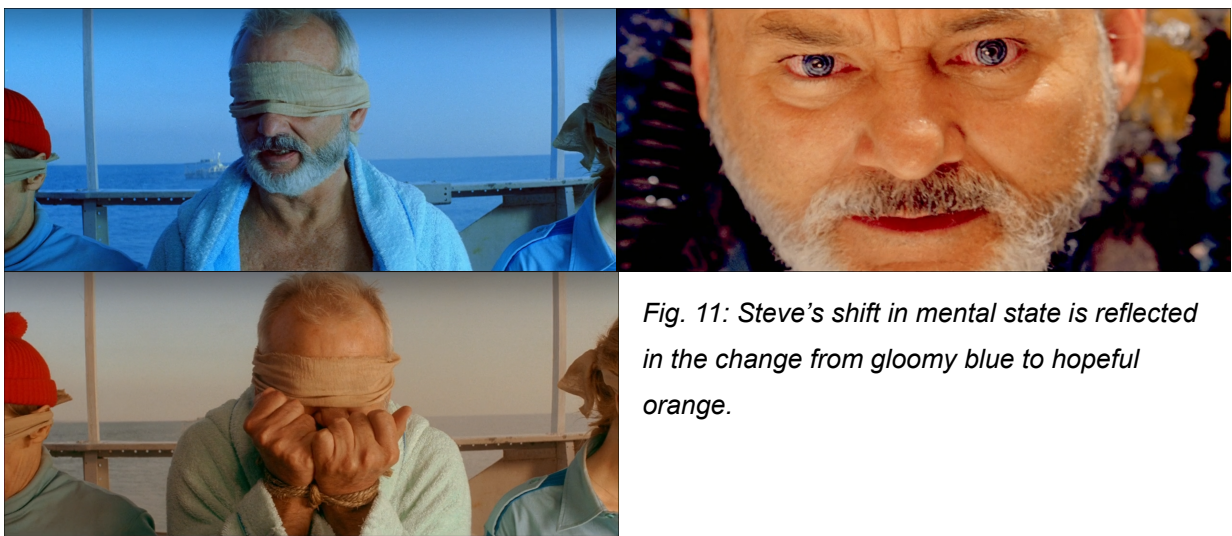 Fig. 11: Steve’s shift in mental state is reflected
in the change from gloomy blue to hopeful
orange.